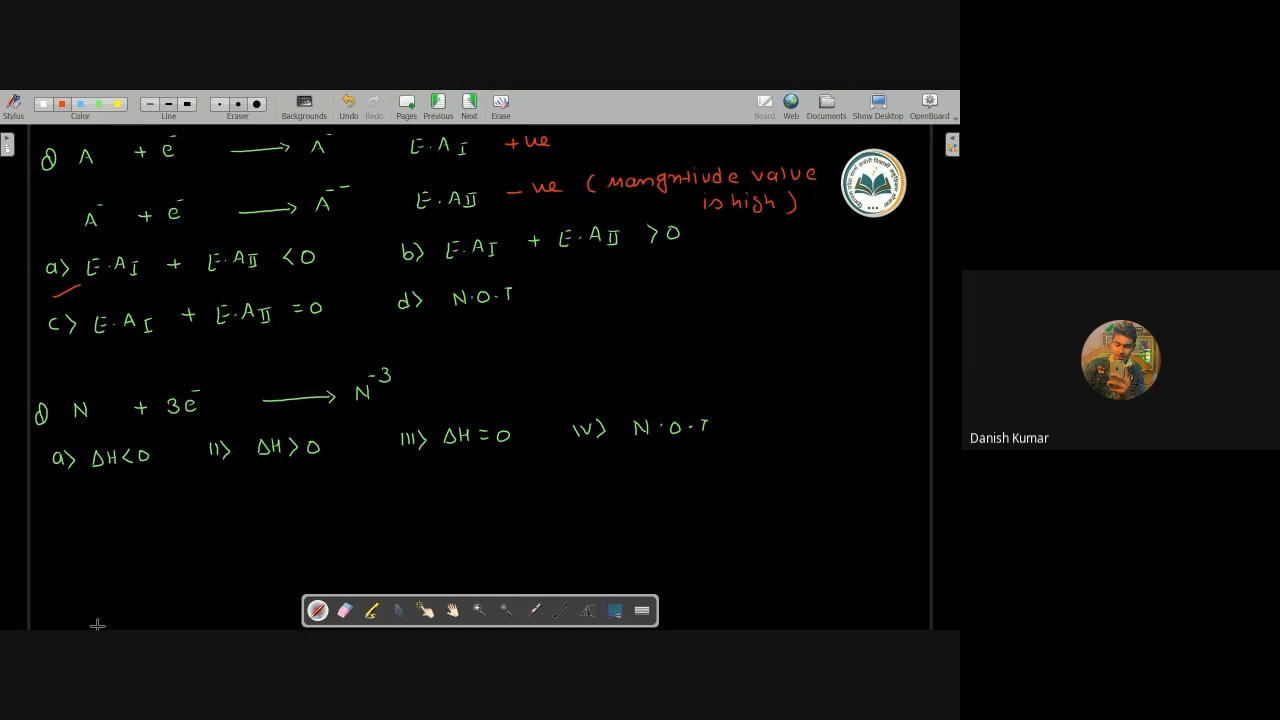 Stylus Color Line Eraser Backgrounds Undo Redo Pages Previous Next Erase Board Web Documents Show Desktop OpenBoard
Q) A + e⁻ ⟶ A⁻ E.A I +ve
A⁻ + e⁻ ⟶ A⁻⁻ E.A II -ve (mangntiude value
is high)
a> E.A I + E.A II < 0 b> E.A I + E.A II > 0
c> E.A I + E.A II = 0 d> N.O.T
Q) N + 3e⁻ ⟶ N⁻³
a> ΔH<0 II> ΔH>0 III> ΔH=0 IV> N.O.T
Danish Kumar